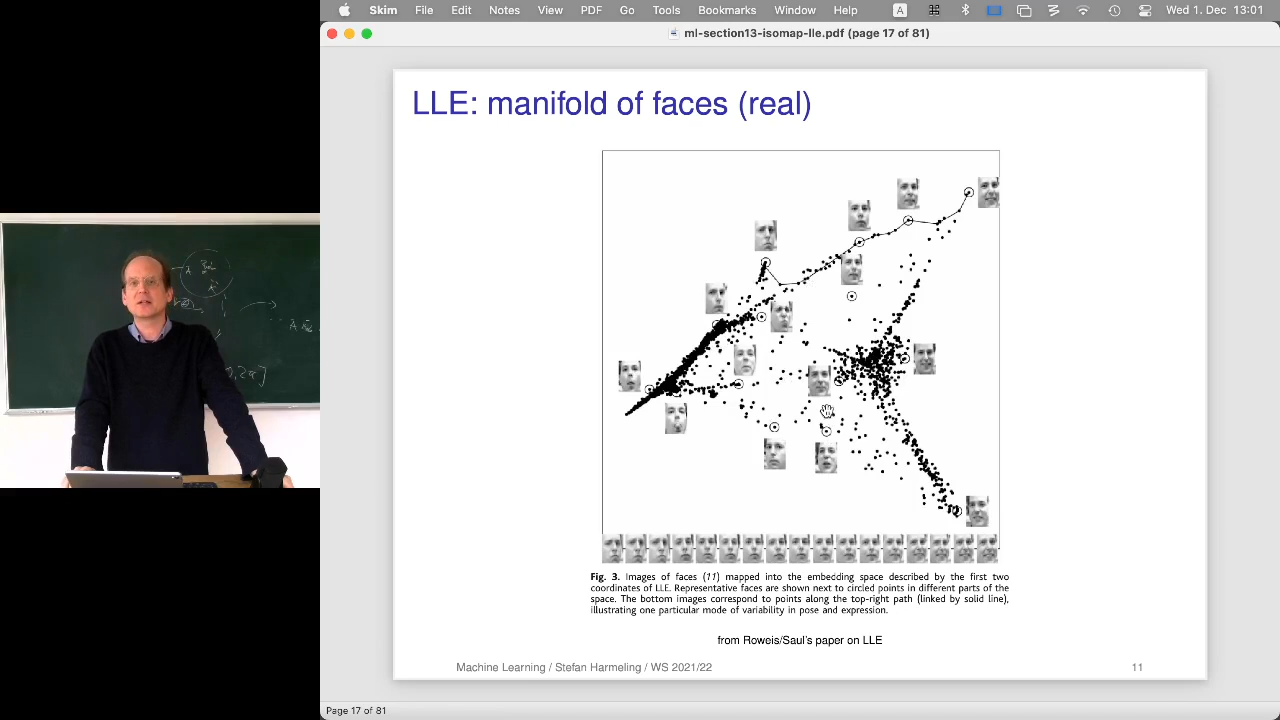 Skim File Edit Notes View PDF Go Tools Bookmarks Window Help A Wed 1. Dec 13:01
ml-section13-isomap-lle.pdf (page 17 of 81)
LLE: manifold of faces (real)
Fig. 3. Images of faces (11) mapped into the embedding space described by the first two
coordinates of LLE. Representative faces are shown next to circled points in different parts of the
space. The bottom images correspond to points along the top-right path (linked by solid line),
illustrating one particular mode of variability in pose and expression.
from Roweis/Saul's paper on LLE
Machine Learning / Stefan Harmeling / WS 2021/22 11
Page 17 of 81